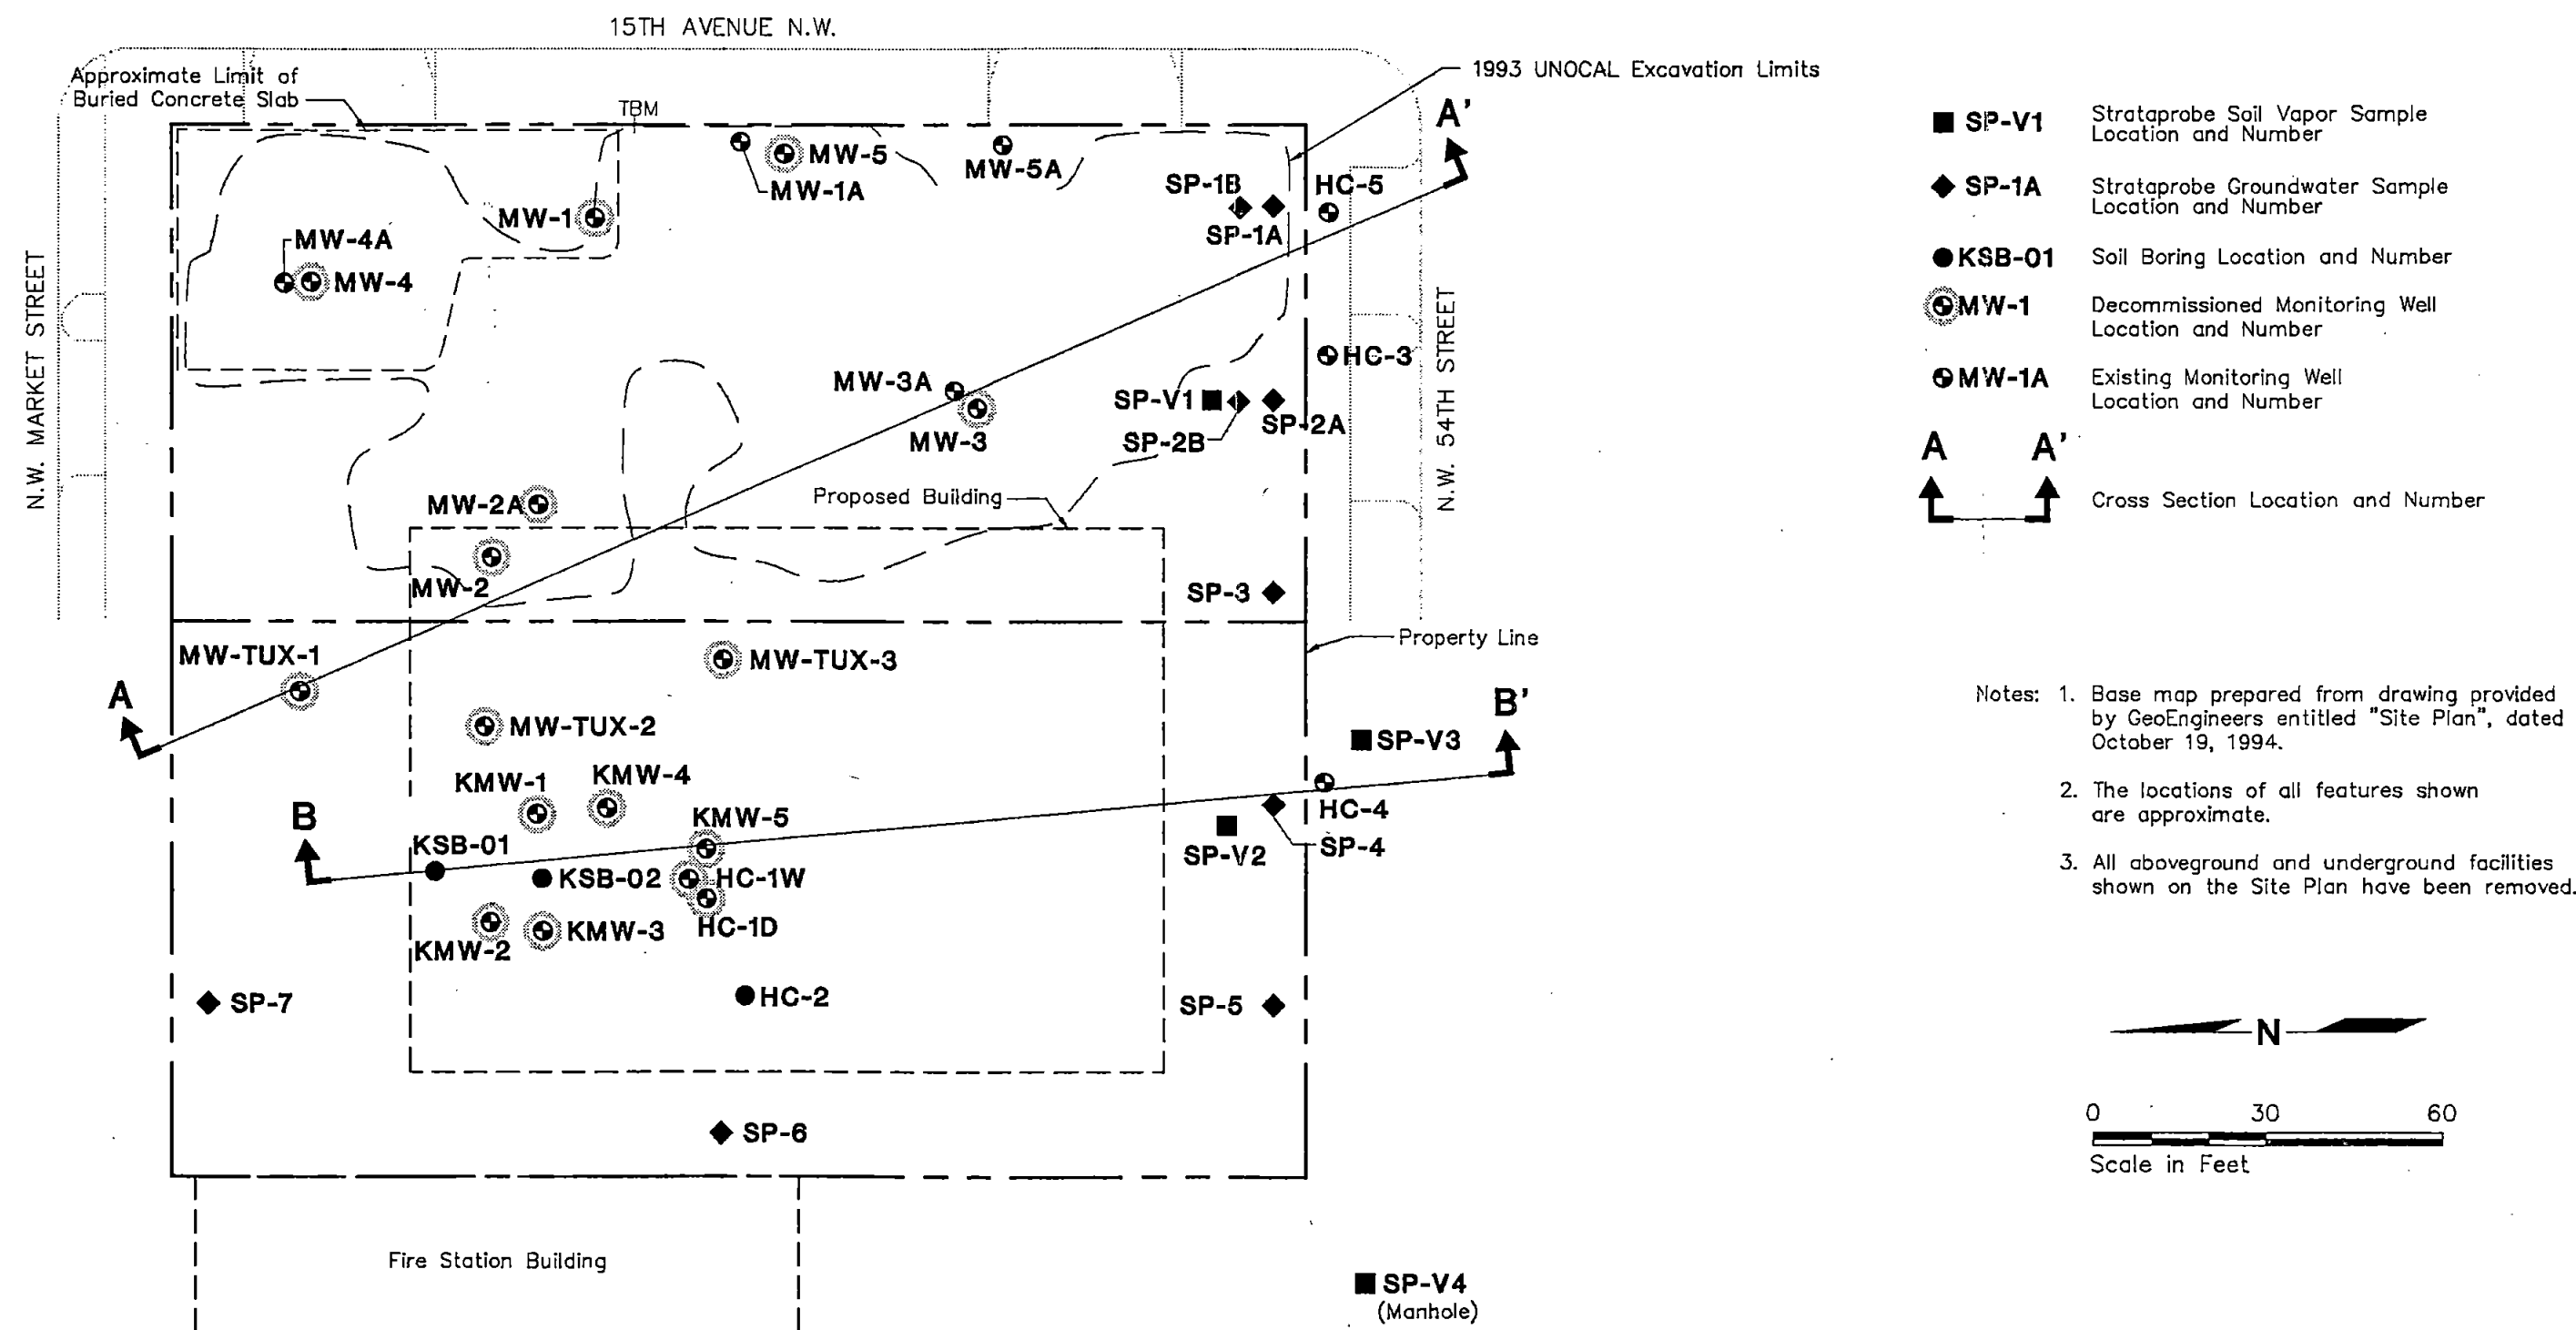 15TH AVENUE N.W.
Approximate Limit of
Buried Concrete Slab
TBM
1993 UNOCAL Excavation Limits
A'
MW-5
MW-1A
MW-5A
SP-1B
SP-1A
HC-5
MW-1
MW-4A
MW-4
N.W. MARKET STREET
N.W. 54TH STREET
HC-3
MW-3A
MW-3
SP-V1
SP-2B
SP-2A
MW-2A
Proposed Building
MW-2
SP-3
Property Line
MW-TUX-1
MW-TUX-3
A
MW-TUX-2
B'
SP-V3
KMW-1
KMW-4
HC-4
B
KSB-01
KMW-5
SP-V2
SP-4
KSB-02
HC-1W
KMW-2
KMW-3
HC-1D
SP-7
HC-2
SP-5
SP-6
Fire Station Building
SP-V4
(Manhole)
SP-V1
Strataprobe Soil Vapor Sample
Location and Number
SP-1A
Strataprobe Groundwater Sample
Location and Number
KSB-01
Soil Boring Location and Number
MW-1
Decommissioned Monitoring Well
Location and Number
MW-1A
Existing Monitoring Well
Location and Number
A
A'
Cross Section Location and Number
Notes: 1. Base map prepared from drawing provided
by GeoEngineers entitled "Site Plan", dated
October 19, 1994.
2. The locations of all features shown
are approximate.
3. All aboveground and underground facilities
shown on the Site Plan have been removed.
N
0 30 60
Scale in Feet